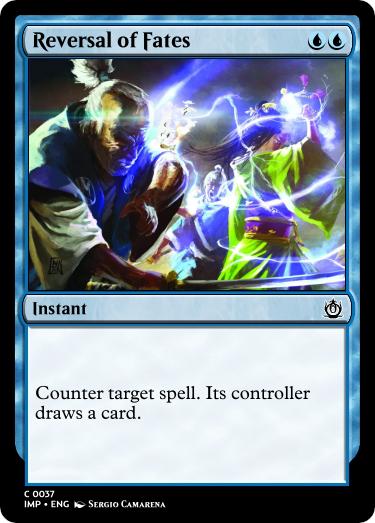 Reversal of Fates
Instant
Counter target spell. Its controller
draws a card.
C 0037
IMP • ENG Sergio Camarena